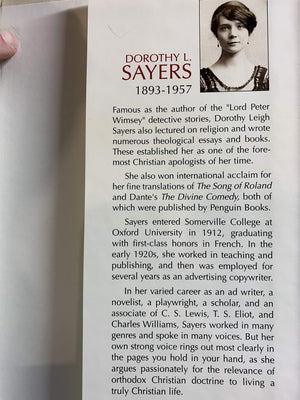 DOROTHY L.
SAYERS
1893-1957
Famous as the author of the "Lord Peter
Wimsey" detective stories, Dorothy Leigh
Sayers also lectured on religion and wrote
numerous theological essays and books.
These established her as one of the fore-
most Christian apologists of her time.
She also won international acclaim for
her fine translations of The Song of Roland
and Dante's The Divine Comedy, both of
which were published by Penguin Books.
Sayers entered Somerville College at
Oxford University in 1912, graduating
with first-class honors in French. In the
early 1920s, she worked in teaching and
publishing, and then was employed for
several years as an advertising copywriter.
In her varied career as an ad writer, a
novelist, a playwright, a scholar, and an
associate of C. S. Lewis, T. S. Eliot, and
Charles Williams, Sayers worked in many
genres and spoke in many voices. But her
own strong voice rings out most clearly in
the pages you hold in your hand, as she
argues passionately for the relevance of
orthodox Christian doctrine to living a
truly Christian life.